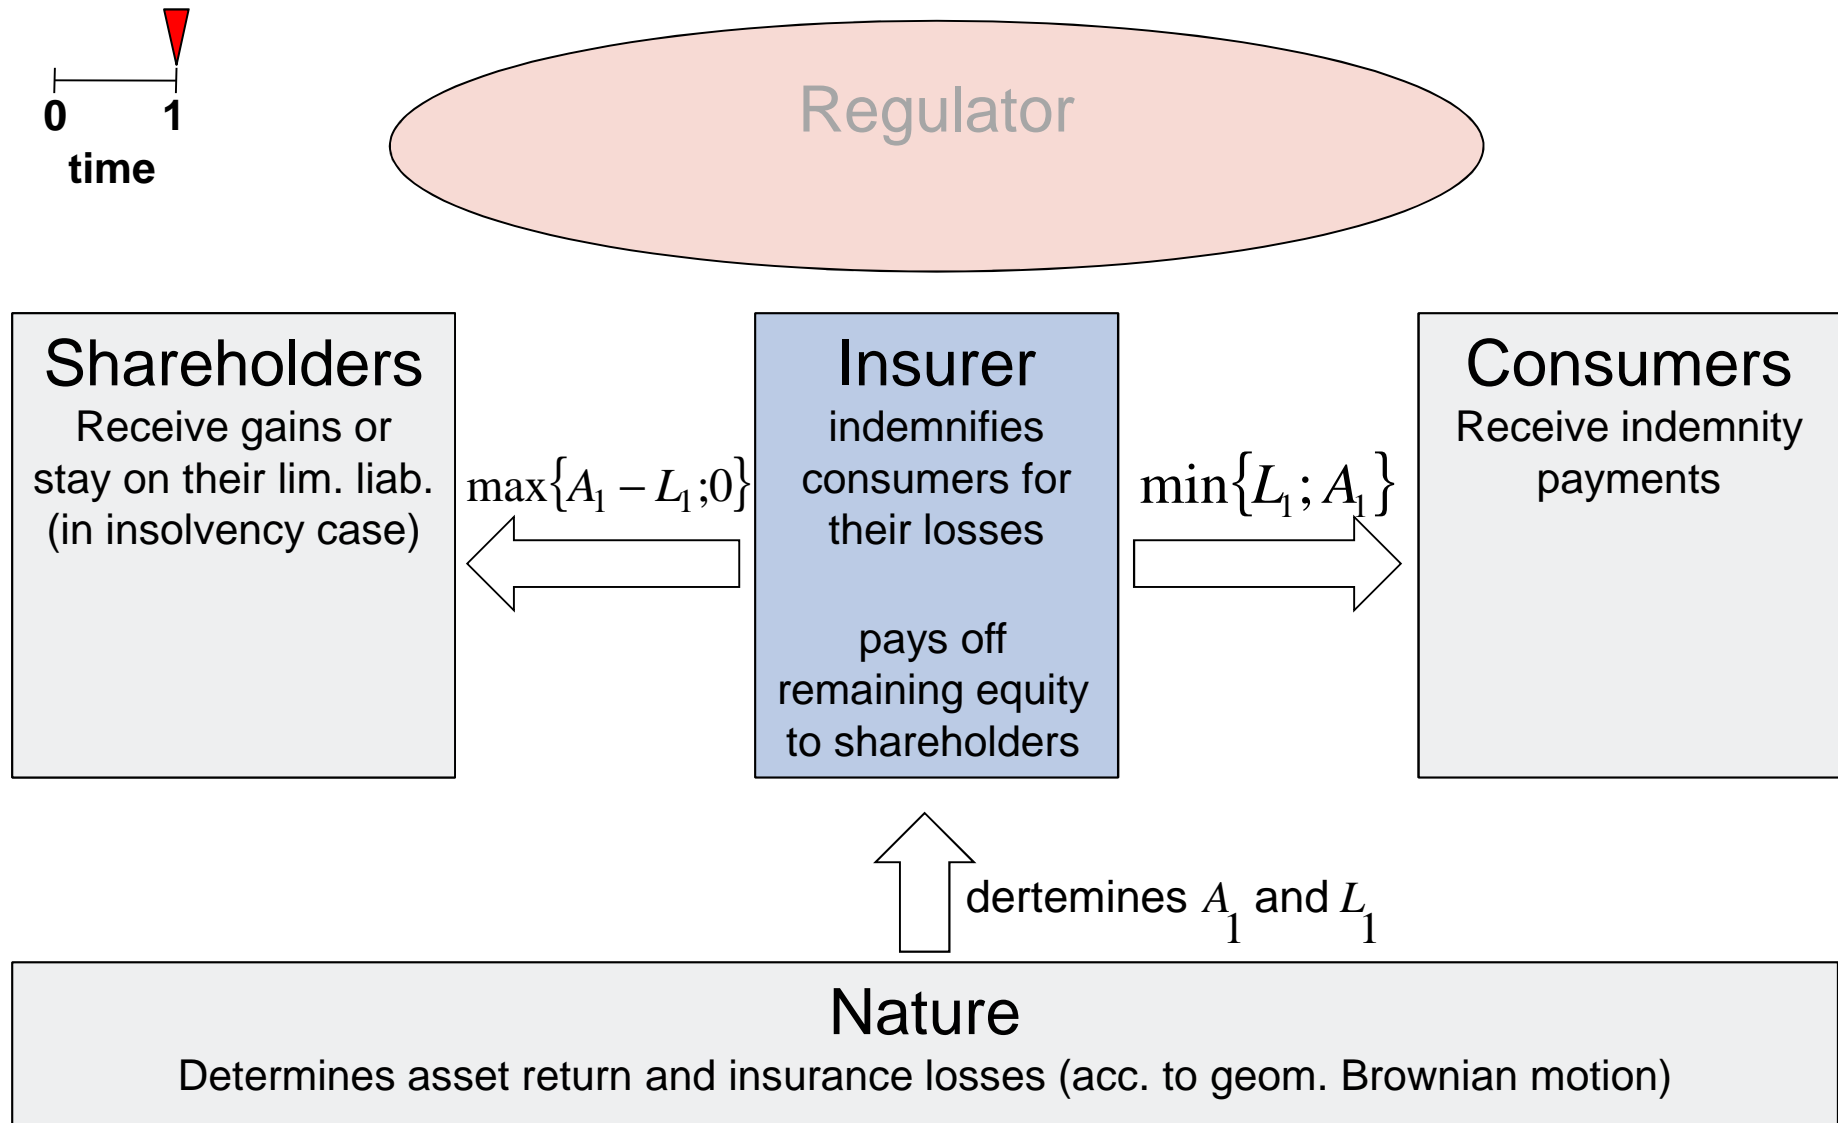 0 1
time
Regulator
Shareholders
Receive gains or
stay on their lim. liab.
(in insolvency case)
max{A₁ – L₁;0}
Insurer
indemnifies
consumers for
their losses
pays off
remaining equity
to shareholders
min{L₁; A₁}
Consumers
Receive indemnity
payments
dertemines A₁ and L₁
Nature
Determines asset return and insurance losses (acc. to geom. Brownian motion)